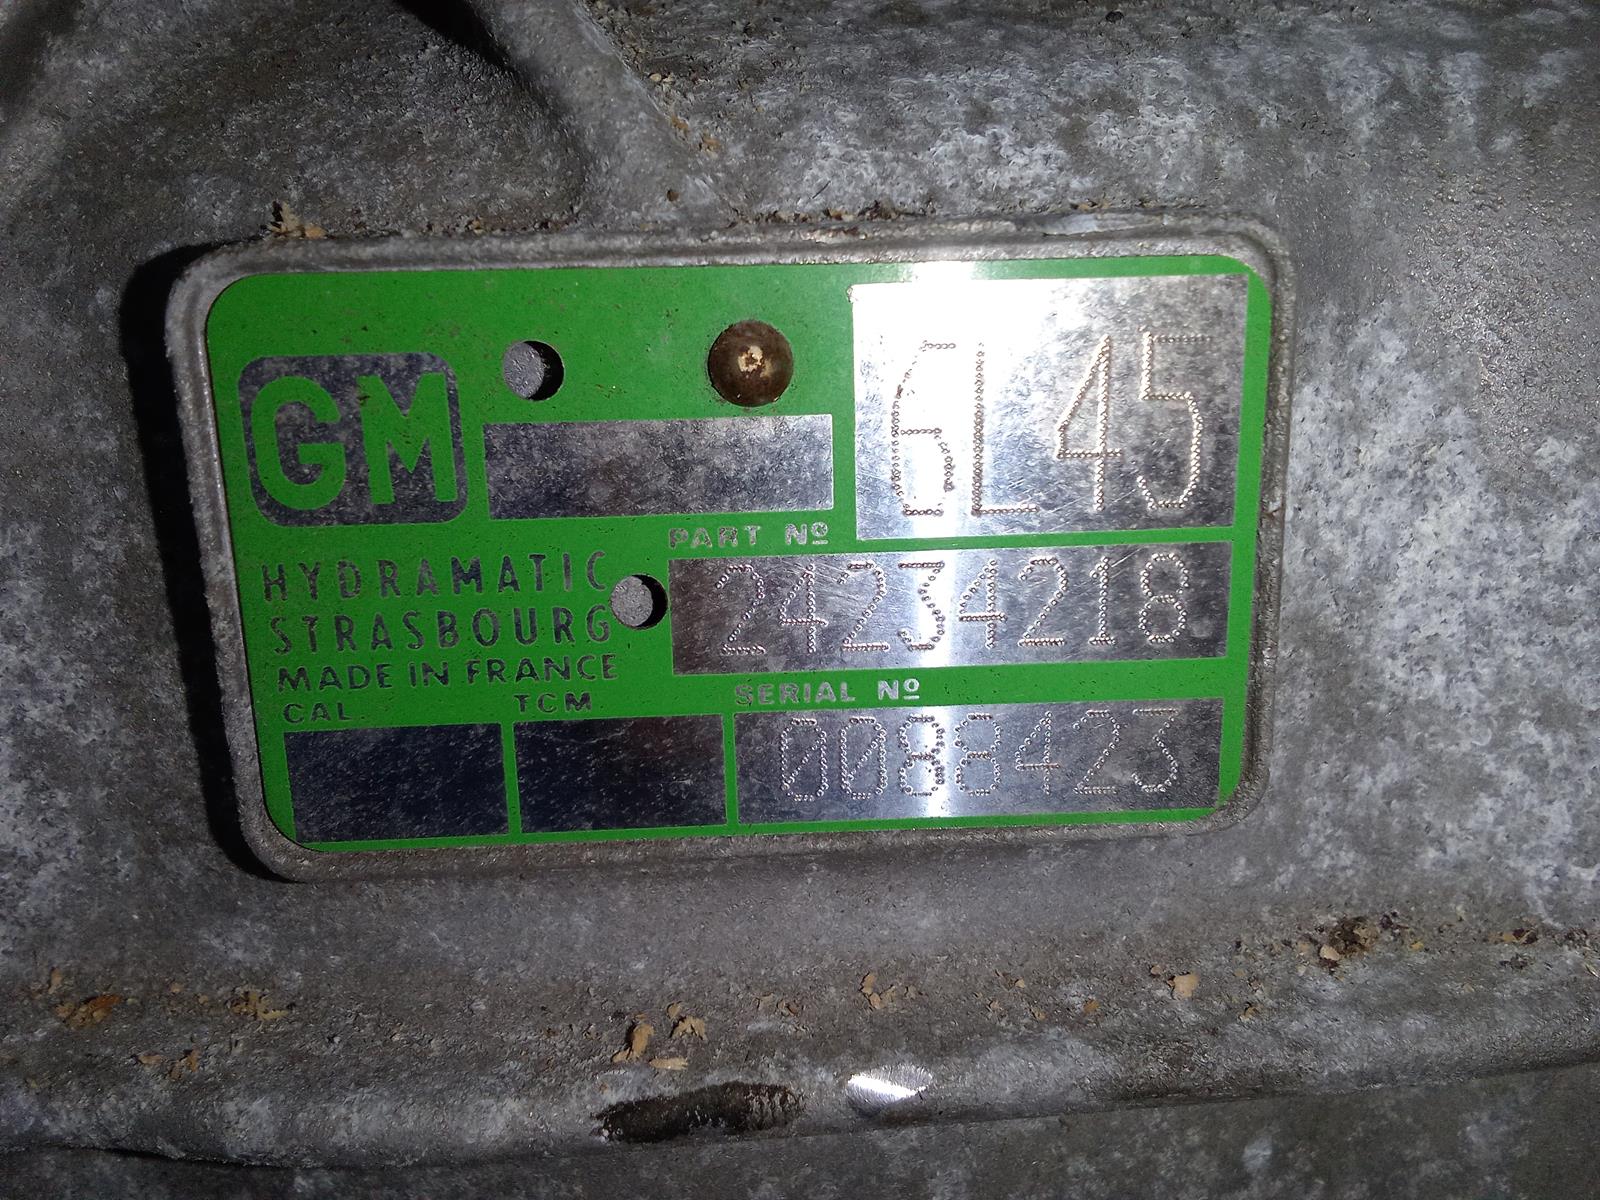 GM
6L45
PART Nº
HYDRAMATIC
24234218
STRASBOURG
MADE IN FRANCE
CAL.
TCM
SERIAL Nº
0088423